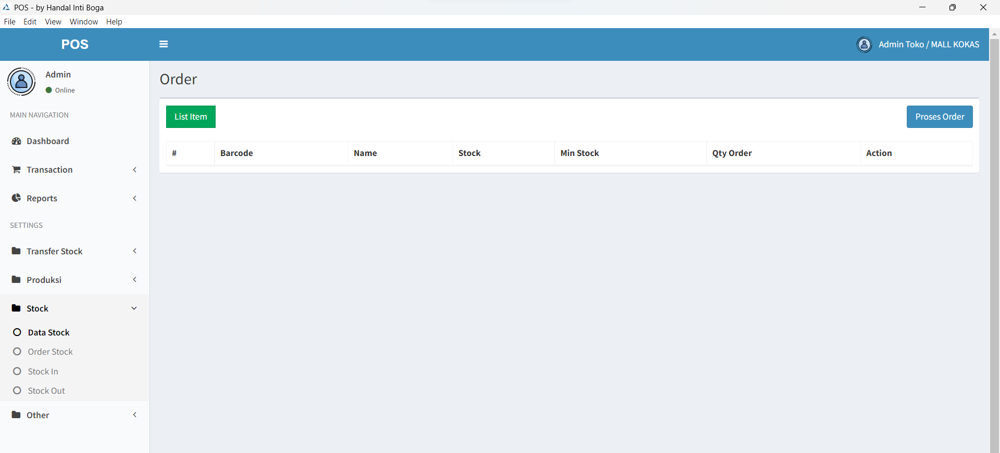 POS - by Handal Inti Boga
File Edit View Window Help
POS
Admin Toko / MALL KOKAS
Admin
Online
MAIN NAVIGATION
Dashboard
Transaction
Reports
SETTINGS
Transfer Stock
Produksi
Stock
Data Stock
Order Stock
Stock In
Stock Out
Other
Order
List Item
Proses Order
# Barcode Name Stock Min Stock Qty Order Action